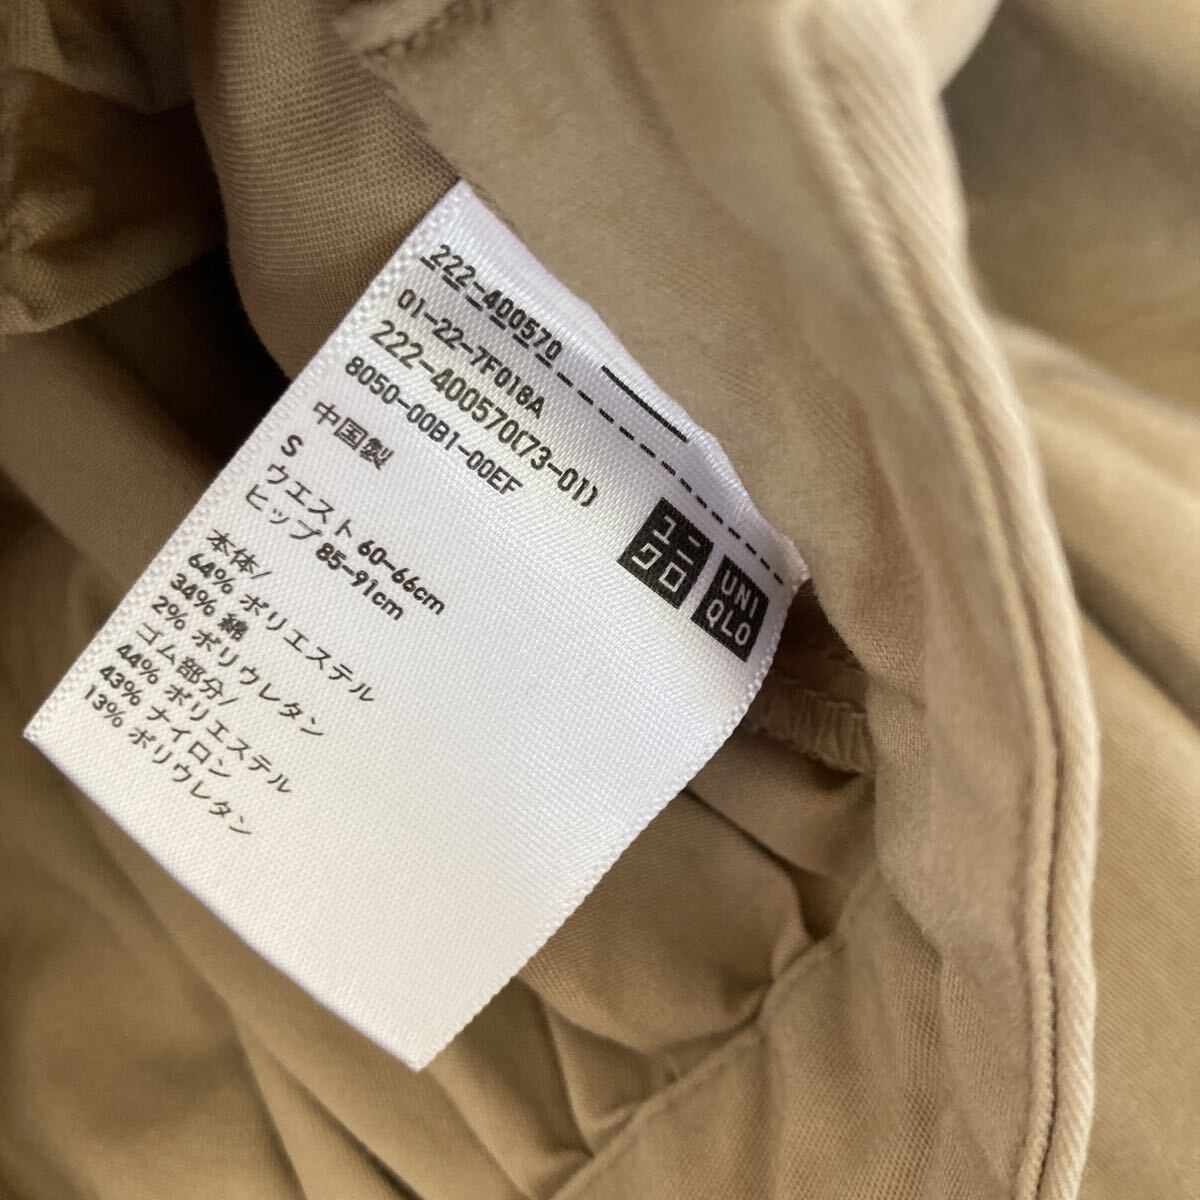 222-400570
01-22-7F018A
222-400570(73-01)
8050-00B1-00EF
ユニクロ
UNIQLO
中国製
S
ウエスト 60-66cm
ヒップ 85-91cm
本体/
64% ポリエステル
34% 綿
2% ポリウレタン
ゴム部分/
44% ポリエステル
43% ナイロン
13% ポリウレタン